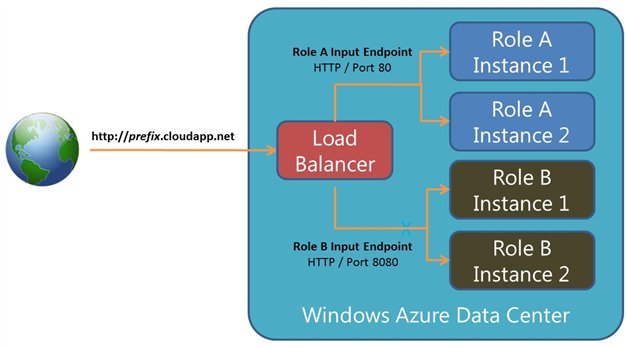 http://prefix.cloudapp.net
Role A Input Endpoint
HTTP / Port 80
Load
Balancer
Role B Input Endpoint
HTTP / Port 8080
Role A
Instance 1
Role A
Instance 2
Role B
Instance 1
Role B
Instance 2
Windows Azure Data Center